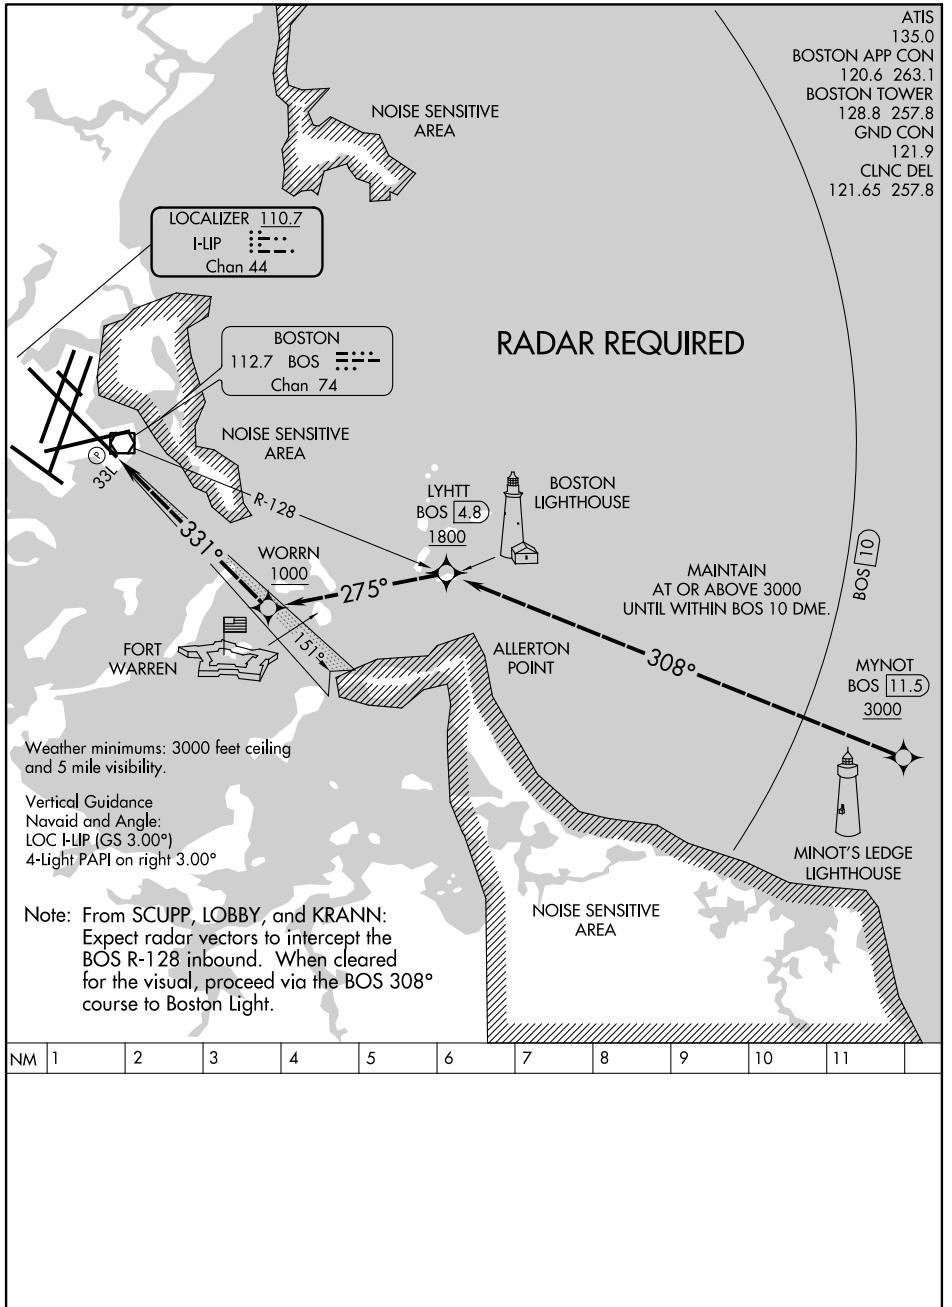 ATIS
135.0
BOSTON APP CON
120.6 263.1
BOSTON TOWER
128.8 257.8
GND CON
121.9
CLNC DEL
121.65 257.8
NOISE SENSITIVE
AREA
LOCALIZER 110.7
I-LIP
Chan 44
RADAR REQUIRED
BOSTON
112.7 BOS
Chan 74
NOISE SENSITIVE
AREA
P
33L
R-128
LYHTT
BOS 4.8
1800
BOSTON
LIGHTHOUSE
331°
WORRN
1000
275°
MAINTAIN
AT OR ABOVE 3000
UNTIL WITHIN BOS 10 DME.
BOS 10
FORT
WARREN
151°
ALLERTON
POINT
308°
MYNOT
BOS 11.5
3000
Weather minimums: 3000 feet ceiling
and 5 mile visibility.
Vertical Guidance
Navaid and Angle:
LOC I-LIP (GS 3.00°)
4-Light PAPI on right 3.00°
MINOT'S LEDGE
LIGHTHOUSE
NOISE SENSITIVE
AREA
Note: From SCUPP, LOBBY, and KRANN:
Expect radar vectors to intercept the
BOS R-128 inbound. When cleared
for the visual, proceed via the BOS 308°
course to Boston Light.
NM 1 2 3 4 5 6 7 8 9 10 11